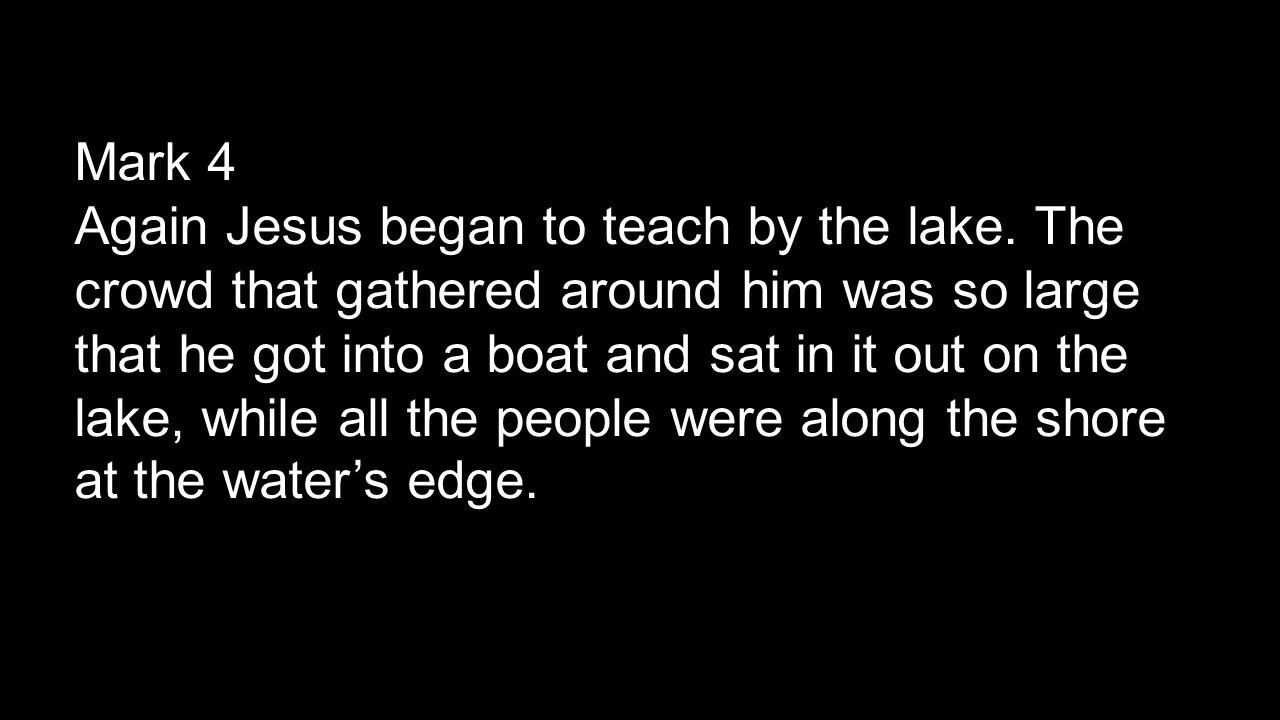 Mark 4
Again Jesus began to teach by the lake. The
crowd that gathered around him was so large
that he got into a boat and sat in it out on the
lake, while all the people were along the shore
at the water’s edge.